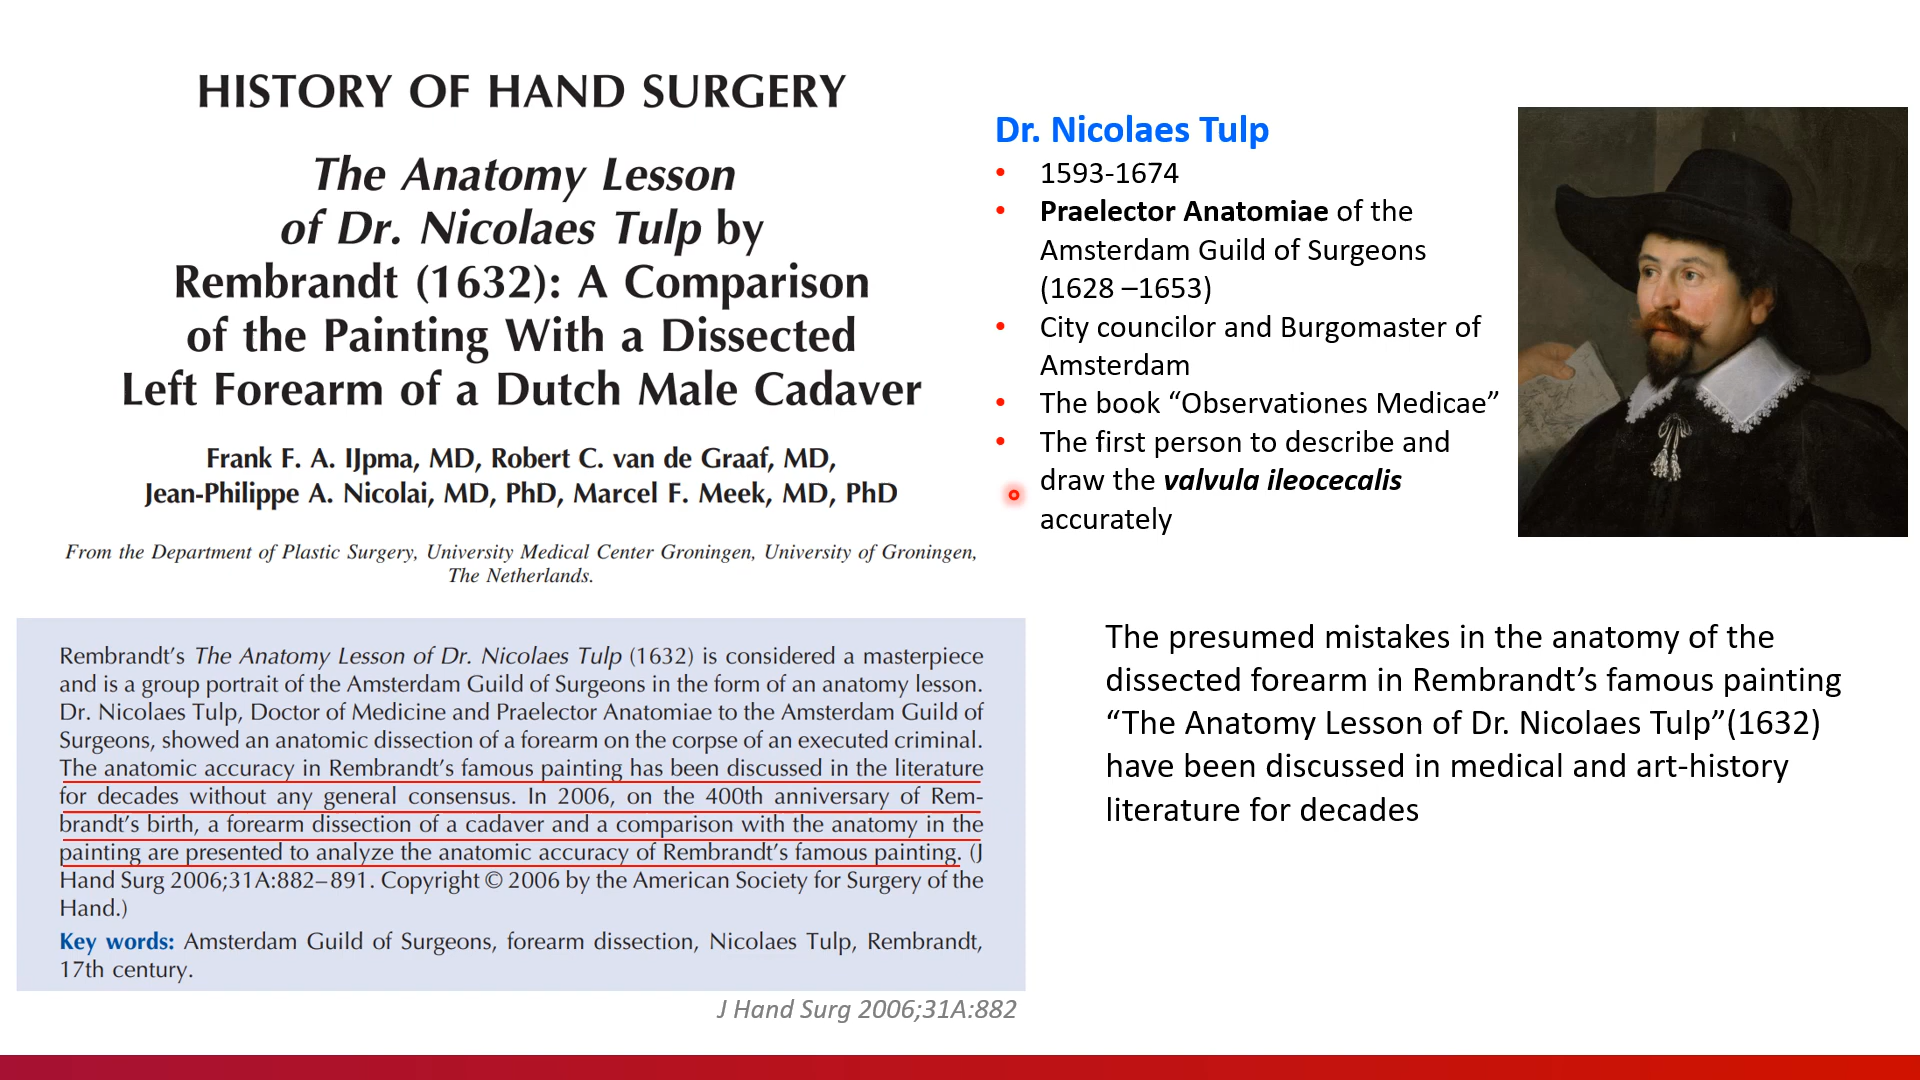 HISTORY OF HAND SURGERY
The Anatomy Lesson
of Dr. Nicolaes Tulp by
Rembrandt (1632): A Comparison
of the Painting With a Dissected
Left Forearm of a Dutch Male Cadaver
Frank F. A. IJpma, MD, Robert C. van de Graaf, MD,
Jean-Philippe A. Nicolai, MD, PhD, Marcel F. Meek, MD, PhD
From the Department of Plastic Surgery, University Medical Center Groningen, University of Groningen,
The Netherlands.
Rembrandt's The Anatomy Lesson of Dr. Nicolaes Tulp (1632) is considered a masterpiece
and is a group portrait of the Amsterdam Guild of Surgeons in the form of an anatomy lesson.
Dr. Nicolaes Tulp, Doctor of Medicine and Praelector Anatomiae to the Amsterdam Guild of
Surgeons, showed an anatomic dissection of a forearm on the corpse of an executed criminal.
The anatomic accuracy in Rembrandt's famous painting has been discussed in the literature
for decades without any general consensus. In 2006, on the 400th anniversary of Rem-
brandt's birth, a forearm dissection of a cadaver and a comparison with the anatomy in the
painting are presented to analyze the anatomic accuracy of Rembrandt's famous painting. (J
Hand Surg 2006;31A:882–891. Copyright © 2006 by the American Society for Surgery of the
Hand.)
Key words: Amsterdam Guild of Surgeons, forearm dissection, Nicolaes Tulp, Rembrandt,
17th century.
J Hand Surg 2006;31A:882
Dr. Nicolaes Tulp
• 1593-1674
• Praelector Anatomiae of the
Amsterdam Guild of Surgeons
(1628 –1653)
• City councilor and Burgomaster of
Amsterdam
• The book “Observationes Medicae”
• The first person to describe and
draw the valvula ileocecalis
accurately
The presumed mistakes in the anatomy of the
dissected forearm in Rembrandt’s famous painting
“The Anatomy Lesson of Dr. Nicolaes Tulp”(1632)
have been discussed in medical and art-history
literature for decades